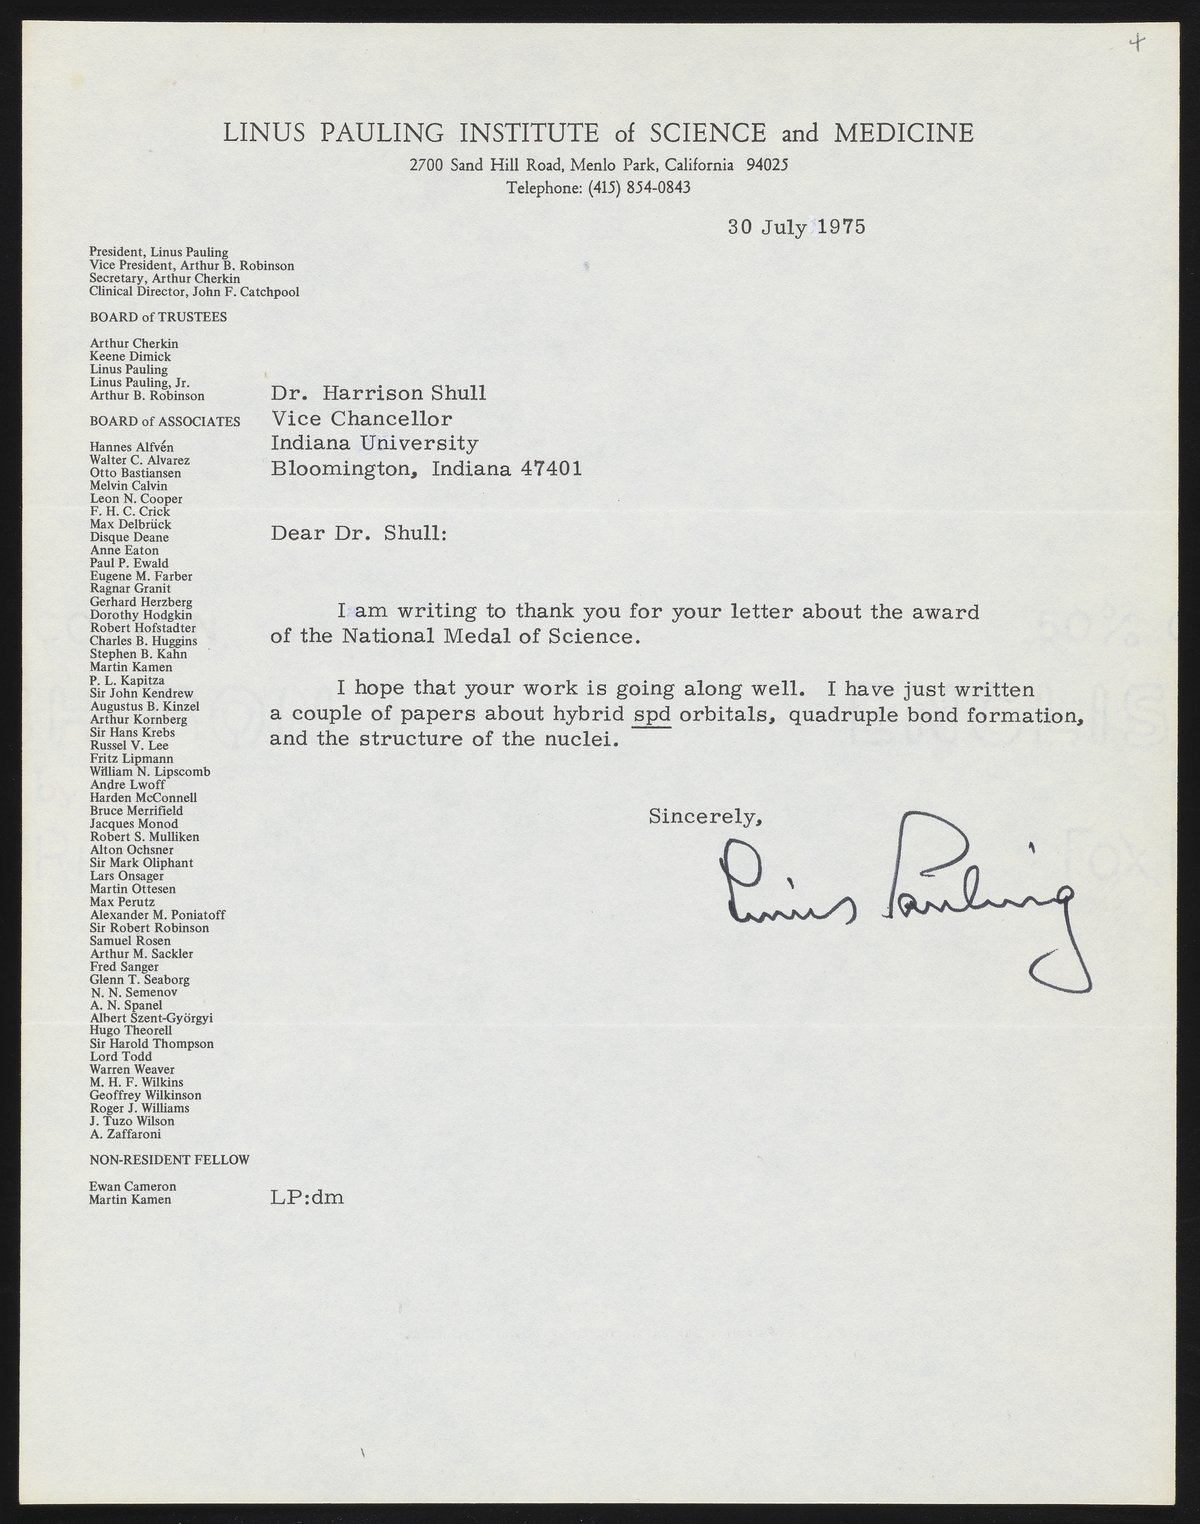 4
LINUS PAULING INSTITUTE of SCIENCE and MEDICINE
2700 Sand Hill Road, Menlo Park, California 94025
Telephone: (415) 854-0843
30 July 1975
President, Linus Pauling
Vice President, Arthur B. Robinson
Secretary, Arthur Cherkin
Clinical Director, John F. Catchpool
BOARD of TRUSTEES
Arthur Cherkin
Keene Dimick
Linus Pauling
Linus Pauling, Jr.
Arthur B. Robinson
BOARD of ASSOCIATES
Hannes Alfvén
Walter C. Alvarez
Otto Bastiansen
Melvin Calvin
Leon N. Cooper
F. H. C. Crick
Max Delbrück
Disque Deane
Anne Eaton
Paul P. Ewald
Eugene M. Farber
Ragnar Granit
Gerhard Herzberg
Dorothy Hodgkin
Robert Hofstadter
Charles B. Huggins
Stephen B. Kahn
Martin Kamen
P. L. Kapitza
Sir John Kendrew
Augustus B. Kinzel
Arthur Kornberg
Sir Hans Krebs
Russel V. Lee
Fritz Lipmann
William N. Lipscomb
Andre Lwoff
Harden McConnell
Bruce Merrifield
Jacques Monod
Robert S. Mulliken
Alton Ochsner
Sir Mark Oliphant
Lars Onsager
Martin Ottesen
Max Perutz
Alexander M. Poniatoff
Sir Robert Robinson
Samuel Rosen
Arthur M. Sackler
Fred Sanger
Glenn T. Seaborg
N. N. Semenov
A. N. Spanel
Albert Szent-Györgyi
Hugo Theorell
Sir Harold Thompson
Lord Todd
Warren Weaver
M. H. F. Wilkins
Geoffrey Wilkinson
Roger J. Williams
J. Tuzo Wilson
A. Zaffaroni
NON-RESIDENT FELLOW
Ewan Cameron
Martin Kamen
Dr. Harrison Shull
Vice Chancellor
Indiana University
Bloomington, Indiana 47401
Dear Dr. Shull:
I am writing to thank you for your letter about the award
of the National Medal of Science.
I hope that your work is going along well. I have just written
a couple of papers about hybrid spd orbitals, quadruple bond formation,
and the structure of the nuclei.
Sincerely,
Linus Pauling
LP:dm